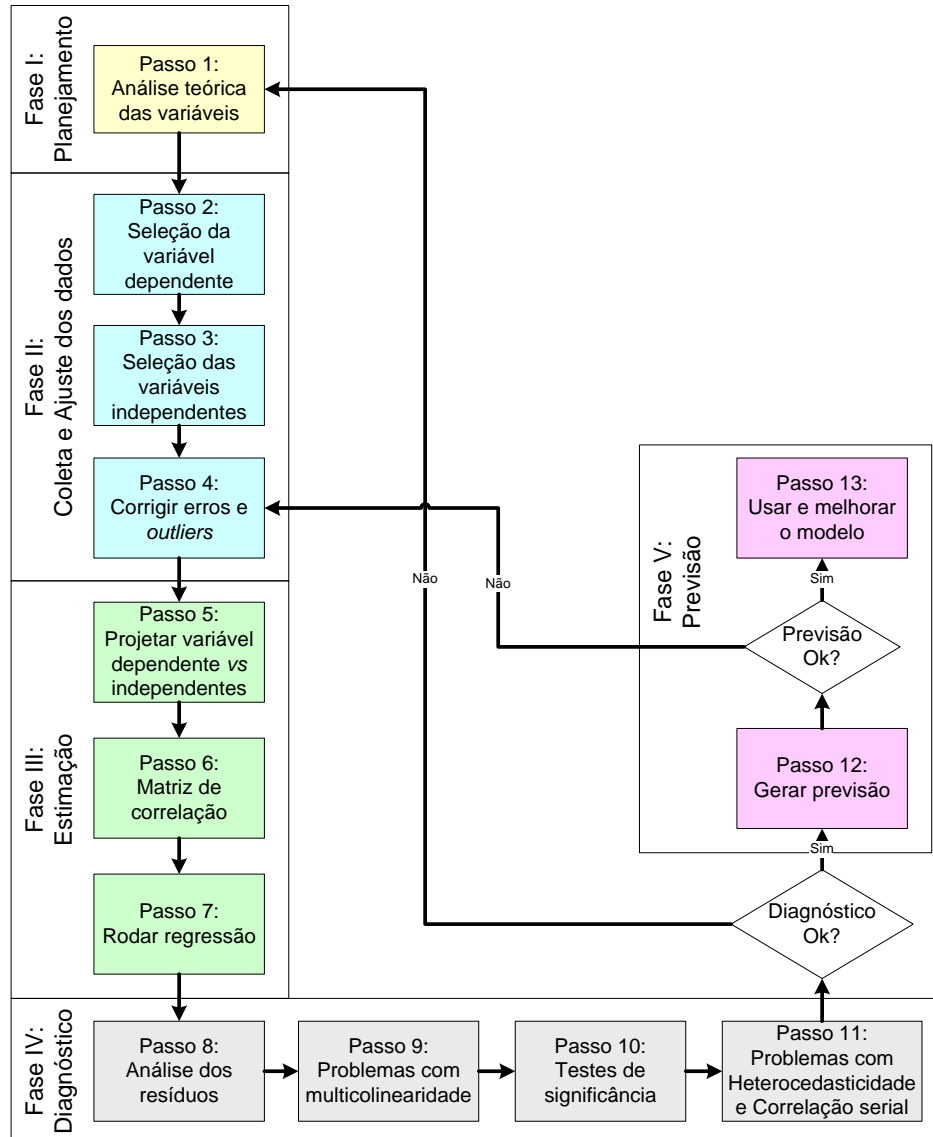 Fase I:
Planejamento
Passo 1:
Análise teórica
das variáveis
Fase II:
Coleta e Ajuste dos dados
Passo 2:
Seleção da
variável
dependente
Passo 3:
Seleção das
variáveis
independentes
Passo 4:
Corrigir erros e
outliers
Fase III:
Estimação
Passo 5:
Projetar variável
dependente vs
independentes
Passo 6:
Matriz de
correlação
Passo 7:
Rodar regressão
Fase IV:
Diagnóstico
Passo 8:
Análise dos
resíduos
Passo 9:
Problemas com
multicolinearidade
Passo 10:
Testes de
significância
Passo 11:
Problemas com
Heterocedasticidade
e Correlação serial
Diagnóstico
Ok?
Não
Sim
Fase V:
Previsão
Passo 12:
Gerar previsão
Previsão
Ok?
Não
Sim
Passo 13:
Usar e melhorar
o modelo